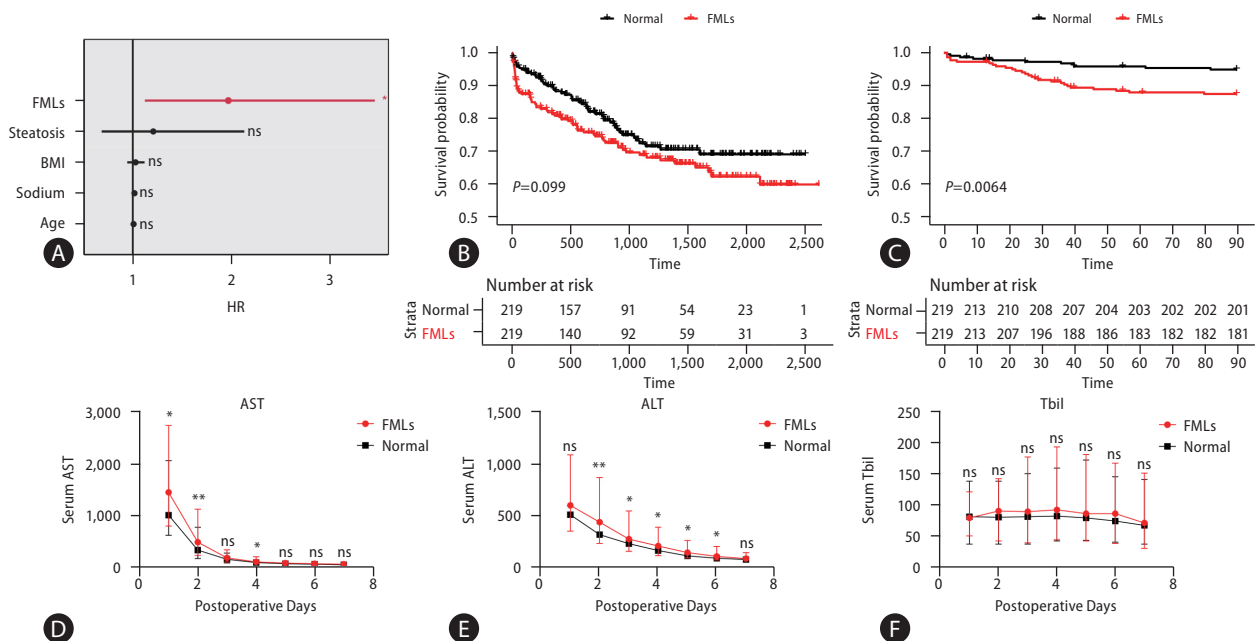 FMLs
*
Steatosis
ns
BMI
ns
Sodium
ns
Age
ns
1 2 3
HR
A
Normal FMLs
Survival probability
1.0
0.9
0.8
0.7
0.6
0.5
P=0.099
0 500 1,000 1,500 2,000 2,500
Time
B
Number at risk
Strata
Normal 219 157 91 54 23 1
FMLs 219 140 92 59 31 3
0 500 1,000 1,500 2,000 2,500
Time
Normal FMLs
Survival probability
1.0
0.9
0.8
0.7
0.6
0.5
P=0.0064
0 10 20 30 40 50 60 70 80 90
Time
C
Number at risk
Strata
Normal 219 213 210 208 207 204 203 202 202 201
FMLs 219 213 207 196 188 186 183 182 182 181
0 10 20 30 40 50 60 70 80 90
Time
AST
FMLs
Normal
Serum AST
3,000
2,000
1,000
0
* ** ns * ns ns ns
0 2 4 6 8
Postoperative Days
D
ALT
FMLs
Normal
Serum ALT
1,500
1,000
500
0
ns ** * * * * ns
0 2 4 6 8
Postoperative Days
E
Tbil
FMLs
Normal
Serum Tbil
250
200
150
100
50
0
ns ns ns ns ns ns ns
0 2 4 6 8
Postoperative Days
F